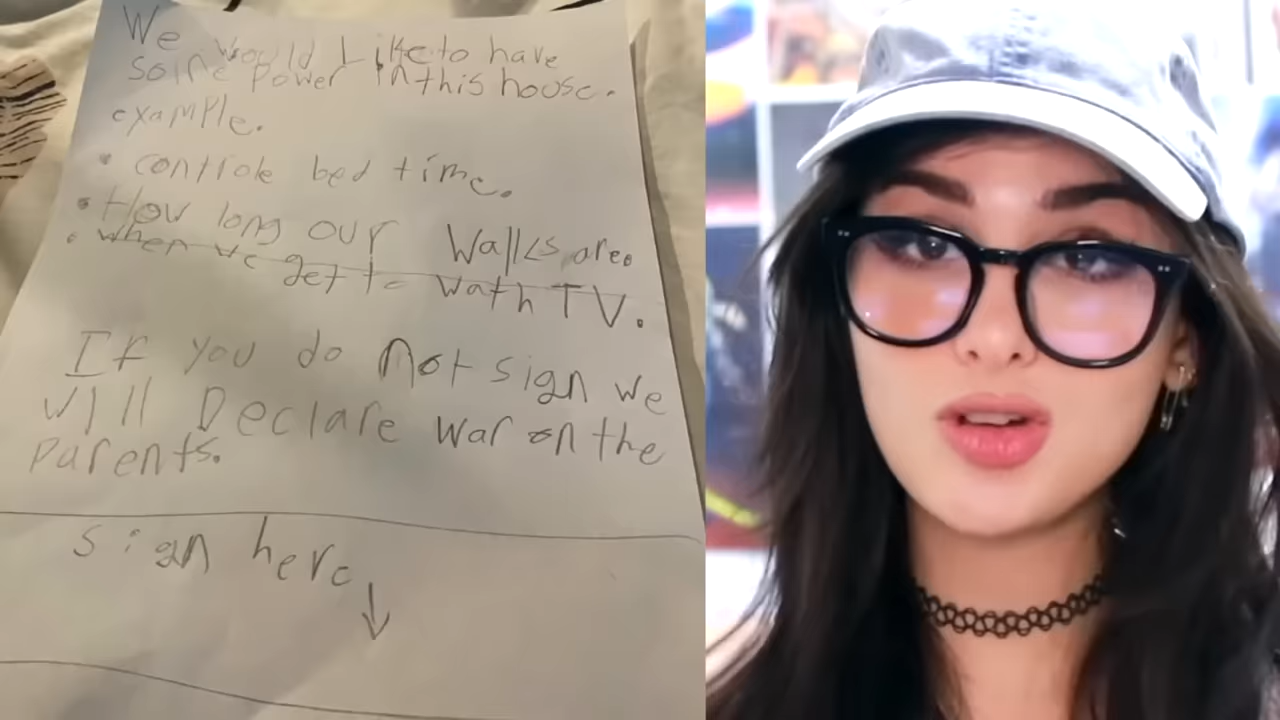 We would Like to have
some power in this house.
example.
• controle bed time.
• How long our walks are.
• when we get to wath TV.
If you do not sign we
will Declare war on the
parents.
sign here